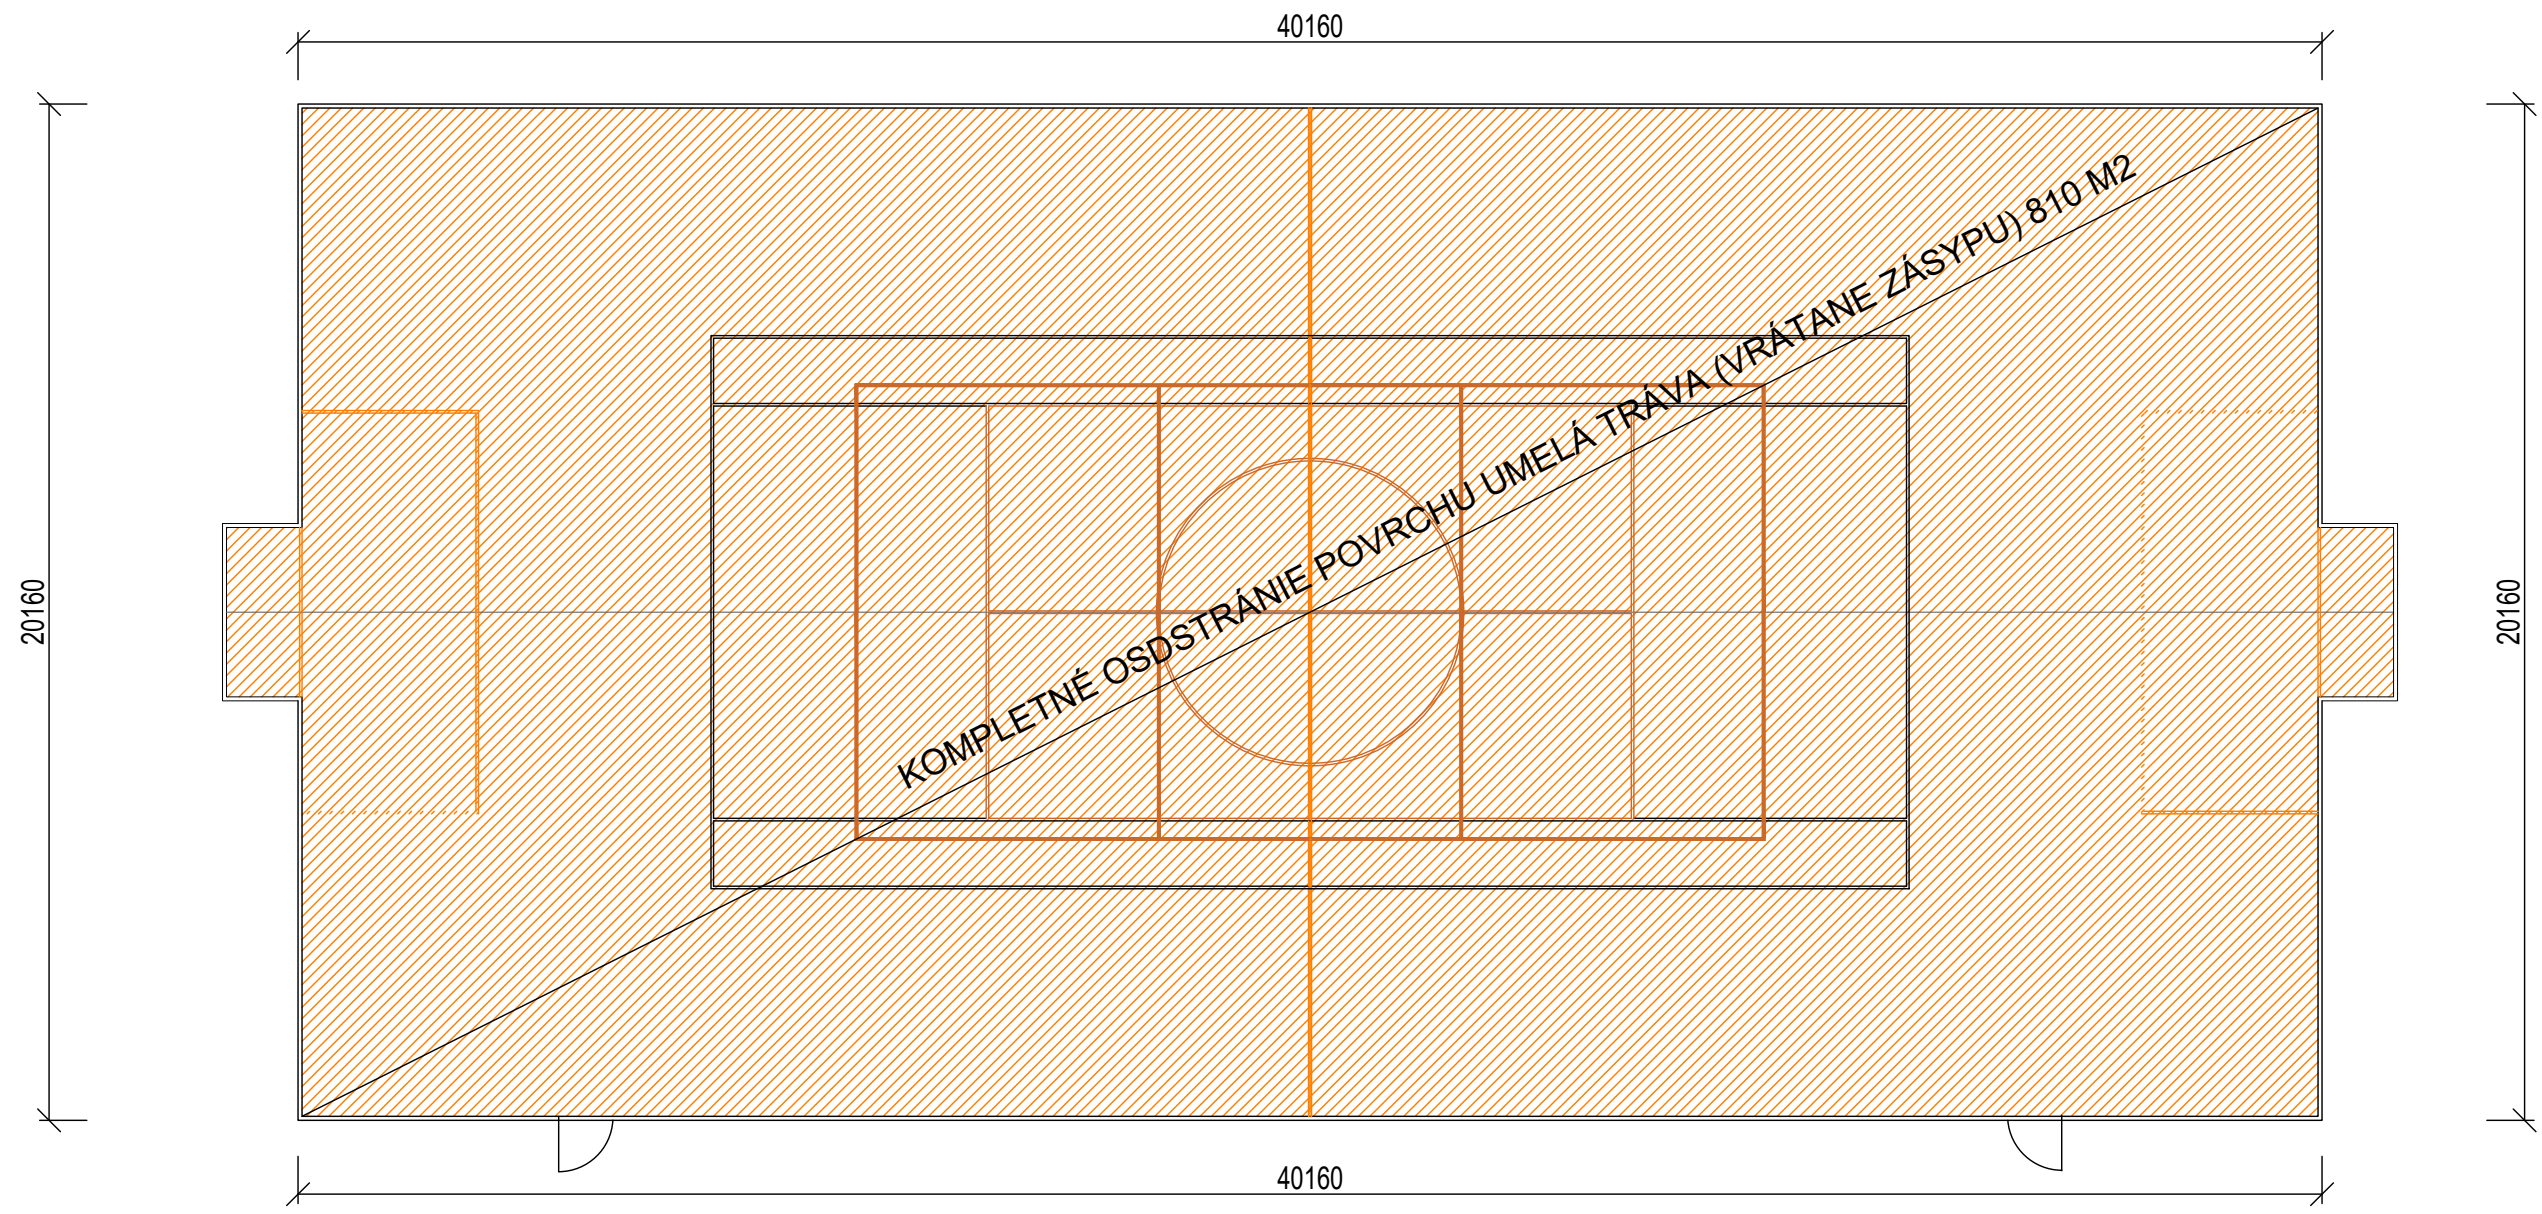 40160
20160
KOMPLETNÉ OSDSTRÁNIE POVRCHU UMELÁ TRÁVA (VRÁTANE ZÁSYPU) 810 M2
20160
40160